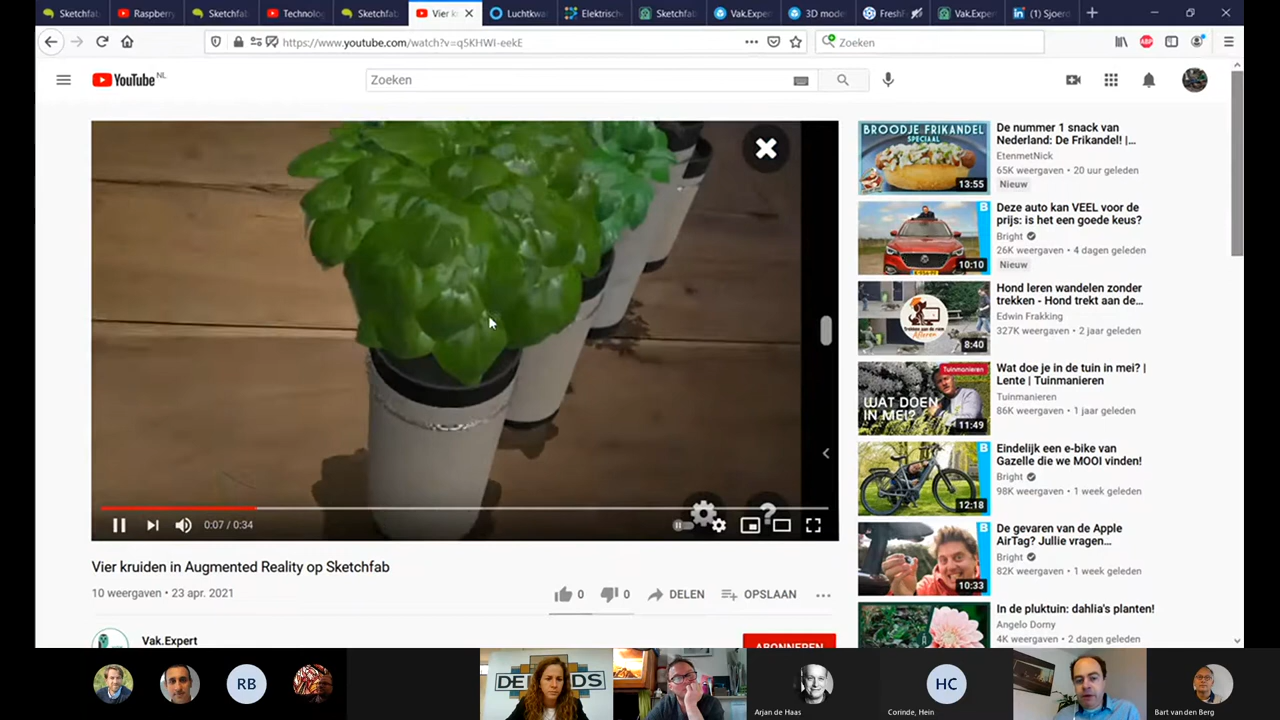 Sketchfab
Raspberry
Sketchfab
Technolog
Sketchfab
Vier k
Luchtkwa
Elektrisch
Sketchfab
Vak.Exper
3D mode
FreshF
Vak.Exper
(1) Sjoerd
https://www.youtube.com/watch?v=qSKHWI-eekE
Zoeken
YouTube NL
Zoeken
0:07 / 0:34
Vier kruiden in Augmented Reality op Sketchfab
10 weergaven • 23 apr. 2021
0
0
DELEN
OPSLAAN
Vak.Expert
ABONNEREN
BROODJE FRIKANDEL
SPECIAAL
13:55
De nummer 1 snack van
Nederland: De Frikandel! |...
EtenmetNick
65K weergaven • 20 uur geleden
Nieuw
10:10
Deze auto kan VEEL voor de
prijs: is het een goede keus?
Bright
26K weergaven • 4 dagen geleden
Nieuw
8:40
Hond leren wandelen zonder
trekken - Hond trekt aan de...
Edwin Frakking
327K weergaven • 2 jaar geleden
Tuinmanieren
WAT DOEN
IN MEI?
11:49
Wat doe je in de tuin in mei? |
Lente | Tuinmanieren
Tuinmanieren
86K weergaven • 1 jaar geleden
12:18
Eindelijk een e-bike van
Gazelle die we MOOI vinden!
Bright
98K weergaven • 1 week geleden
10:33
De gevaren van de Apple
AirTag? Jullie vragen...
Bright
82K weergaven • 1 week geleden
In de pluktuin: dahlia's planten!
Angelo Dorny
4K weergaven • 2 dagen geleden
RB
Arjan de Haas
HC
Corinde, Hein
Bart van den Berg